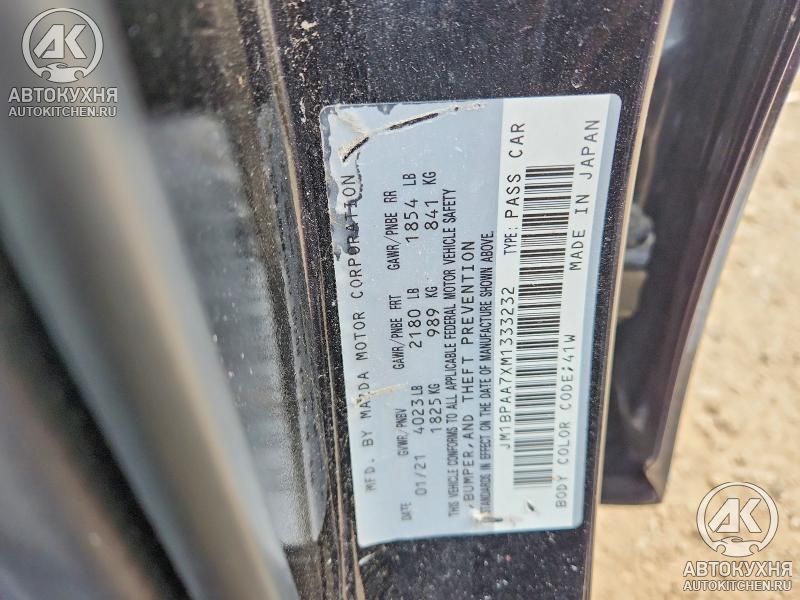 AK
АВТОКУХНЯ
AUTOKITCHEN.RU
MFD. BY MAZDA MOTOR CORPORATION
DATE GVWR/PNBV GAWR/PNBE FRT GAWR/PNBE RR
01/21 4023 LB 2180 LB 1854 LB
1825 KG 989 KG 841 KG
THIS VEHICLE CONFORMS TO ALL APPLICABLE FEDERAL MOTOR VEHICLE SAFETY
BUMPER, AND THEFT PREVENTION
STANDARDS IN EFFECT ON THE DATE OF MANUFACTURE SHOWN ABOVE.
JM1BPAA7XM1333232 TYPE: PASS CAR
BODY COLOR CODE;41W MADE IN JAPAN
AK
АВТОКУХНЯ
AUTOKITCHEN.RU